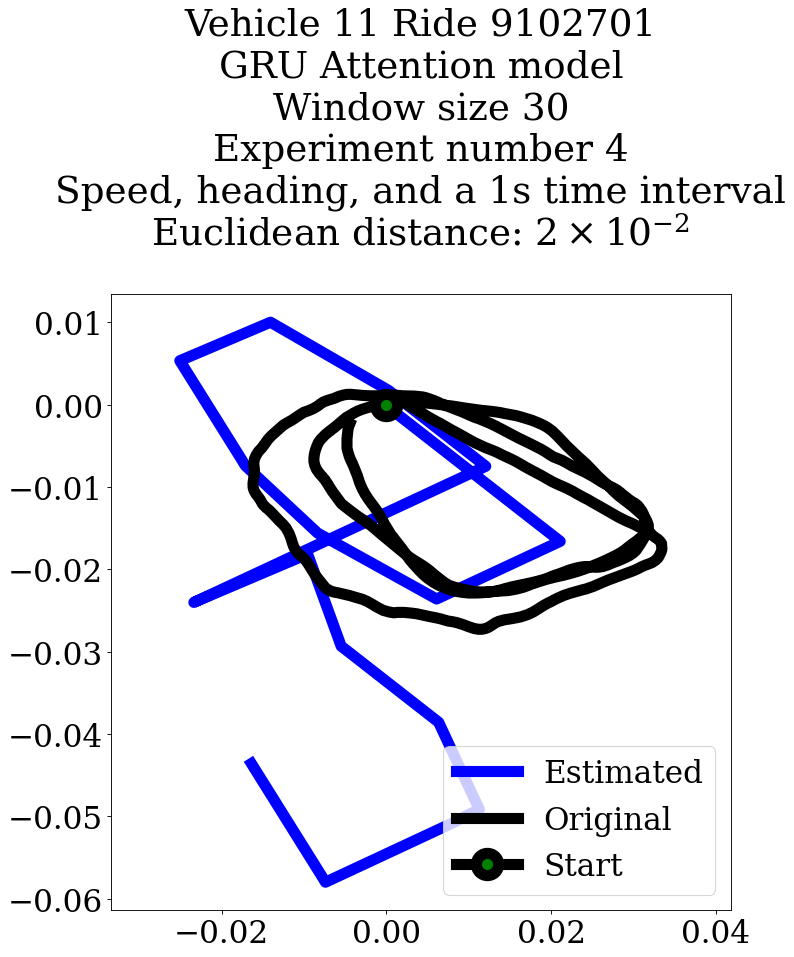 Vehicle 11 Ride 9102701
GRU Attention model
Window size 30
Experiment number 4
Speed, heading, and a 1s time interval
Euclidean distance: 2 × 10⁻²
0.01
0.00
−0.01
−0.02
−0.03
−0.04
−0.05
−0.06
Estimated
Original
Start
−0.02 0.00 0.02 0.04